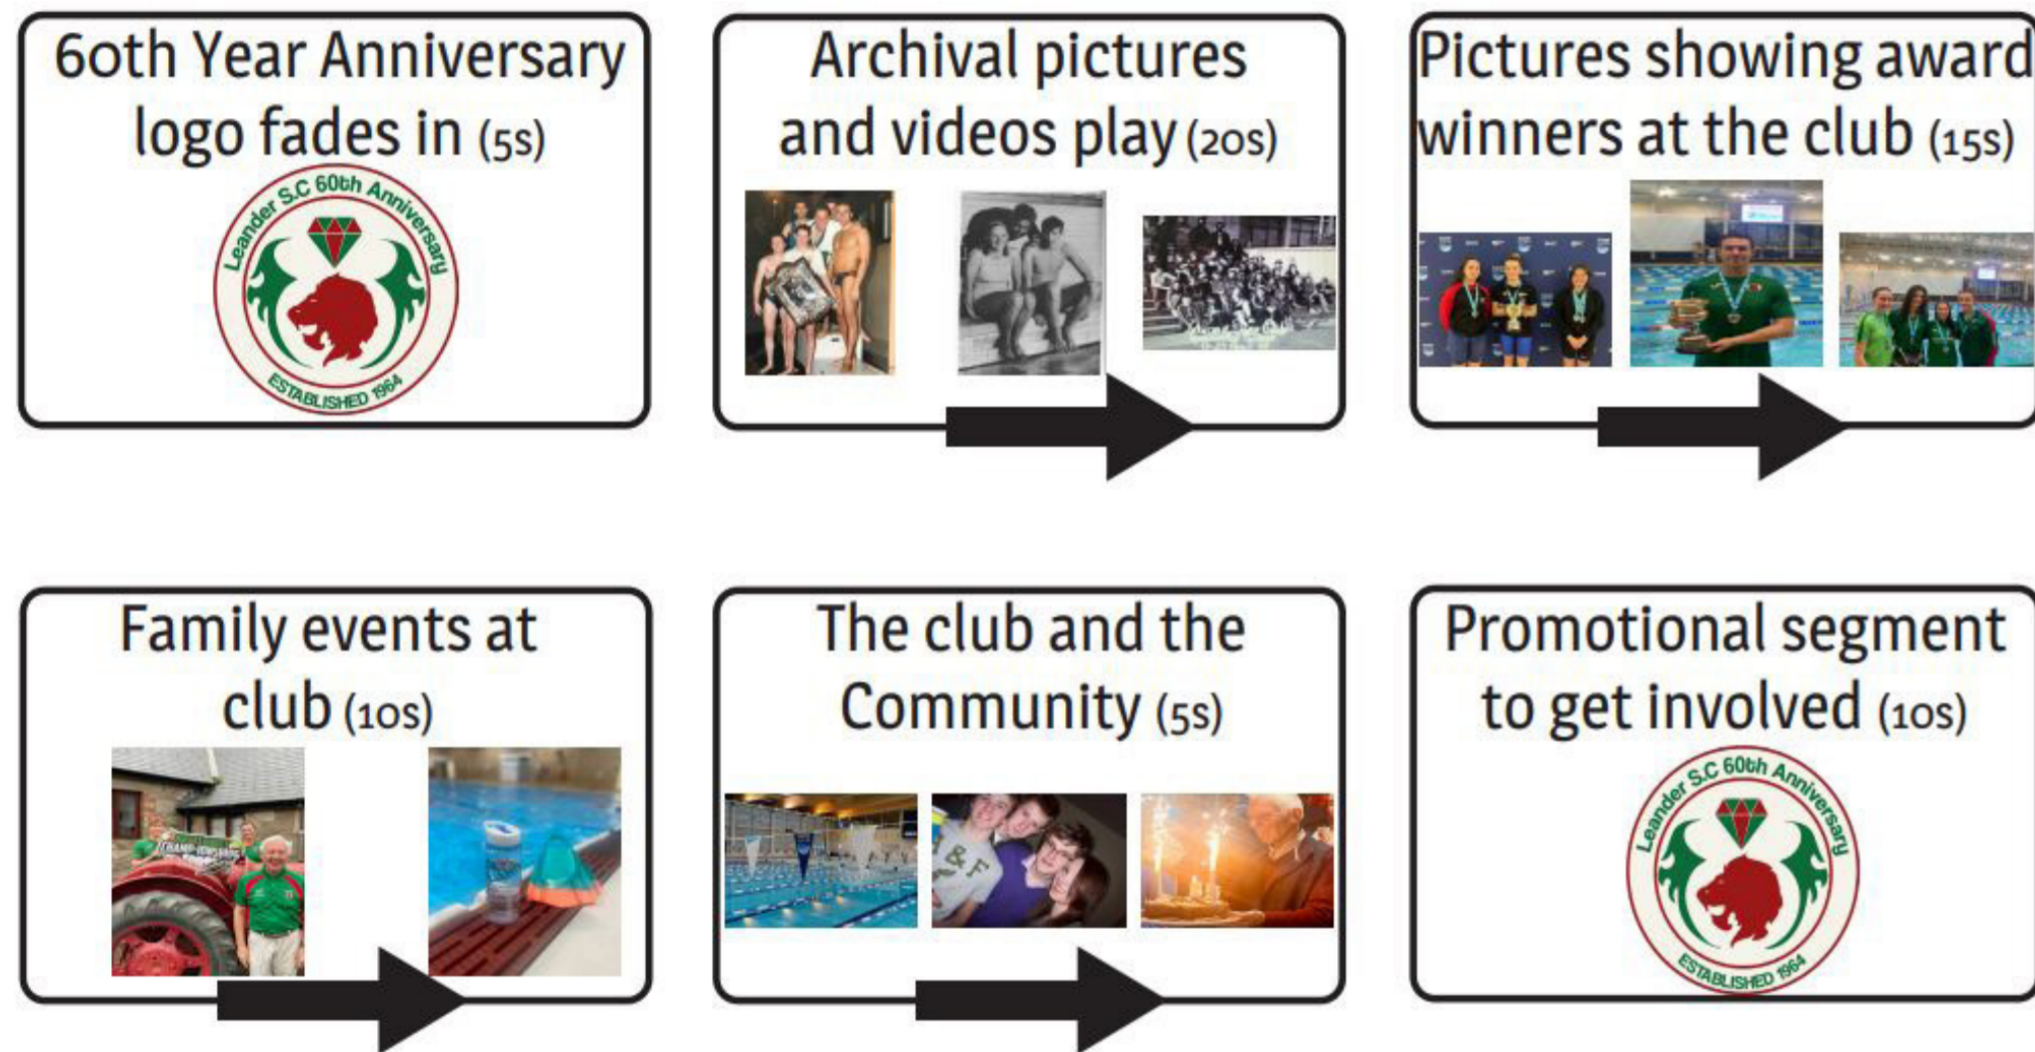 60th Year Anniversary
logo fades in (5s)
Leander S.C 60th Anniversary
ESTABLISHED 1964
Archival pictures
and videos play (20s)
Pictures showing award
winners at the club (15s)
Family events at
club (10s)
The club and the
Community (5s)
A & F
Promotional segment
to get involved (10s)
Leander S.C 60th Anniversary
ESTABLISHED 1964